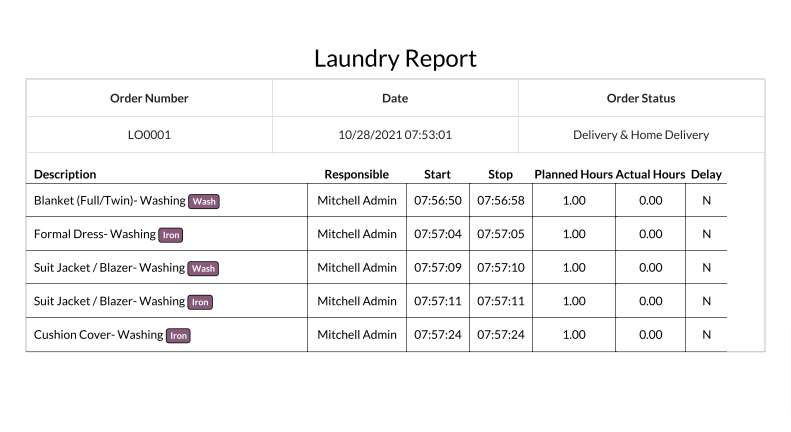 Laundry Report
Order Number Date Order Status
LO0001 10/28/2021 07:53:01 Delivery & Home Delivery
Description Responsible Start Stop Planned Hours Actual Hours Delay
Blanket (Full/Twin)- Washing Wash Mitchell Admin 07:56:50 07:56:58 1.00 0.00 N
Formal Dress- Washing Iron Mitchell Admin 07:57:04 07:57:05 1.00 0.00 N
Suit Jacket / Blazer- Washing Wash Mitchell Admin 07:57:09 07:57:10 1.00 0.00 N
Suit Jacket / Blazer- Washing Iron Mitchell Admin 07:57:11 07:57:11 1.00 0.00 N
Cushion Cover- Washing Iron Mitchell Admin 07:57:24 07:57:24 1.00 0.00 N